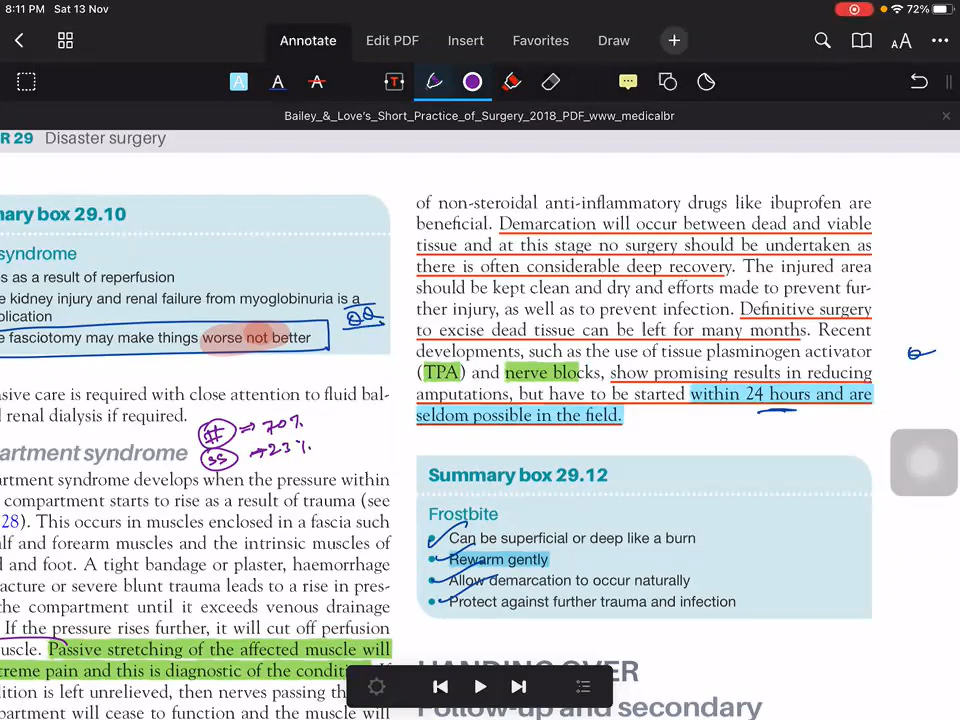 8:11 PM Sat 13 Nov
72%
Annotate Edit PDF Insert Favorites Draw
AA
A A A T
Bailey_&_Love's_Short_Practice_of_Surgery_2018_PDF_www_medicalbr
R 29 Disaster surgery
ary box 29.10
syndrome
s as a result of reperfusion
e kidney injury and renal failure from myoglobinuria is a
lication
e fasciotomy may make things worse not better
sive care is required with close attention to fluid bal-
d renal dialysis if required.
# ⇒ 70%
SS → 23%
artment syndrome
artment syndrome develops when the pressure within
compartment starts to rise as a result of trauma (see
28). This occurs in muscles enclosed in a fascia such
alf and forearm muscles and the intrinsic muscles of
d and foot. A tight bandage or plaster, haemorrhage
acture or severe blunt trauma leads to a rise in pres-
the compartment until it exceeds venous drainage
If the pressure rises further, it will cut off perfusion
uscle. Passive stretching of the affected muscle will
treme pain and this is diagnostic of the conditi
dition is left unrelieved, then nerves passing th
partment will cease to function and the muscle will
of non-steroidal anti-inflammatory drugs like ibuprofen are
beneficial. Demarcation will occur between dead and viable
tissue and at this stage no surgery should be undertaken as
there is often considerable deep recovery. The injured area
should be kept clean and dry and efforts made to prevent fur-
ther injury, as well as to prevent infection. Definitive surgery
to excise dead tissue can be left for many months. Recent
developments, such as the use of tissue plasminogen activator
(TPA) and nerve blocks, show promising results in reducing
amputations, but have to be started within 24 hours and are
seldom possible in the field.
Summary box 29.12
Frostbite
• Can be superficial or deep like a burn
• Rewarm gently
• Allow demarcation to occur naturally
• Protect against further trauma and infection
HANDING OVER
Follow-up and secondary